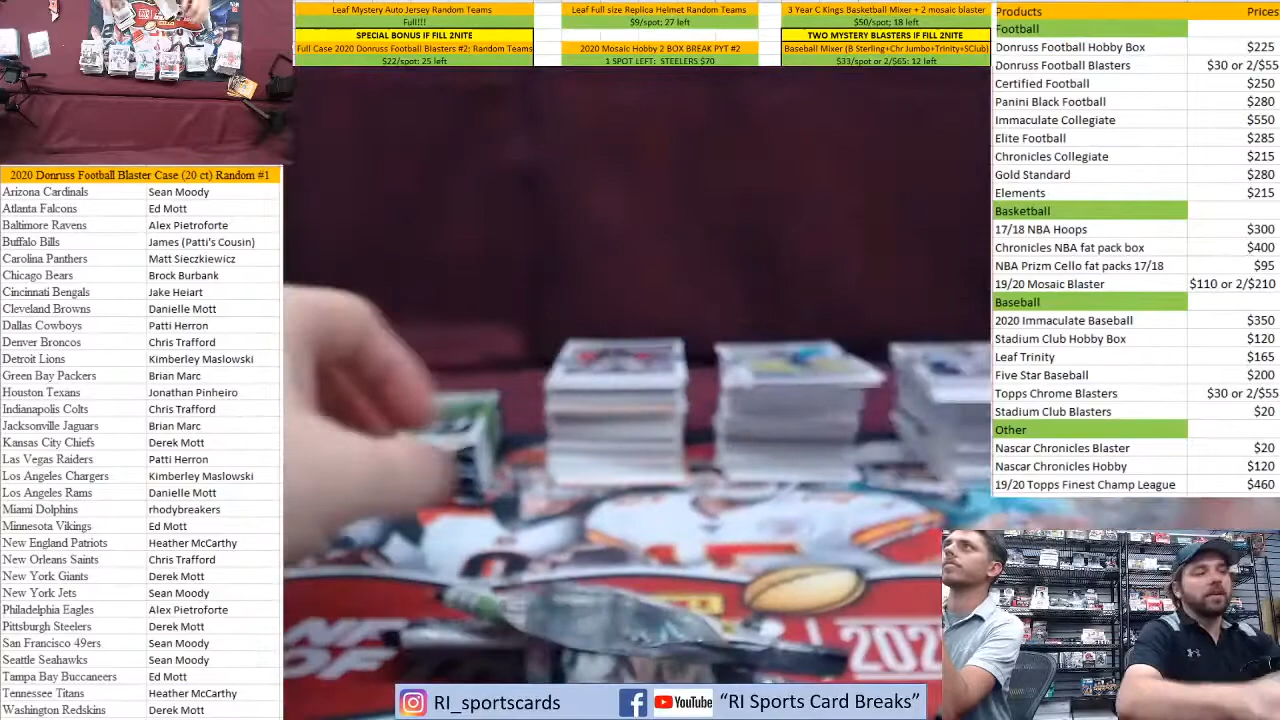 Leaf Mystery Auto Jersey Random Teams
Full!!!
SPECIAL BONUS IF FILL 2NITE
Full Case 2020 Donruss Football Blasters #2: Random Teams
$22/spot: 25 left
Leaf Full size Replica Helmet Random Teams
$9/spot; 27 left
2020 Mosaic Hobby 2 BOX BREAK PYT #2
1 SPOT LEFT: STEELERS $70
3 Year C Kings Basketball Mixer + 2 mosaic blaster
$50/spot; 18 left
TWO MYSTERY BLASTERS IF FILL 2NITE
Baseball Mixer (B Sterling+Chr Jumbo+Trinity+SClub)
$33/spot or 2/$65: 12 left
Products Prices
Football
Donruss Football Hobby Box $225
Donruss Football Blasters $30 or 2/$55
Certified Football $250
Panini Black Football $280
Immaculate Collegiate $550
Elite Football $285
Chronicles Collegiate $215
Gold Standard $280
Elements $215
Basketball
17/18 NBA Hoops $300
Chronicles NBA fat pack box $400
NBA Prizm Cello fat packs 17/18 $95
19/20 Mosaic Blaster $110 or 2/$210
Baseball
2020 Immaculate Baseball $350
Stadium Club Hobby Box $120
Leaf Trinity $165
Five Star Baseball $200
Topps Chrome Blasters $30 or 2/$55
Stadium Club Blasters $20
Other
Nascar Chronicles Blaster $20
Nascar Chronicles Hobby $120
19/20 Topps Finest Champ League $460
2020 Donruss Football Blaster Case (20 ct) Random #1
Arizona Cardinals Sean Moody
Atlanta Falcons Ed Mott
Baltimore Ravens Alex Pietroforte
Buffalo Bills James (Patti's Cousin)
Carolina Panthers Matt Sieczkiewicz
Chicago Bears Brock Burbank
Cincinnati Bengals Jake Heiart
Cleveland Browns Danielle Mott
Dallas Cowboys Patti Herron
Denver Broncos Chris Trafford
Detroit Lions Kimberley Maslowski
Green Bay Packers Brian Marc
Houston Texans Jonathan Pinheiro
Indianapolis Colts Chris Trafford
Jacksonville Jaguars Brian Marc
Kansas City Chiefs Derek Mott
Las Vegas Raiders Patti Herron
Los Angeles Chargers Kimberley Maslowski
Los Angeles Rams Danielle Mott
Miami Dolphins rhodybreakers
Minnesota Vikings Ed Mott
New England Patriots Heather McCarthy
New Orleans Saints Chris Trafford
New York Giants Derek Mott
New York Jets Sean Moody
Philadelphia Eagles Alex Pietroforte
Pittsburgh Steelers Derek Mott
San Francisco 49ers Sean Moody
Seattle Seahawks Sean Moody
Tampa Bay Buccaneers Ed Mott
Tennessee Titans Heather McCarthy
Washington Redskins Derek Mott
202
RI_sportscards
YouTube "RI Sports Card Breaks"